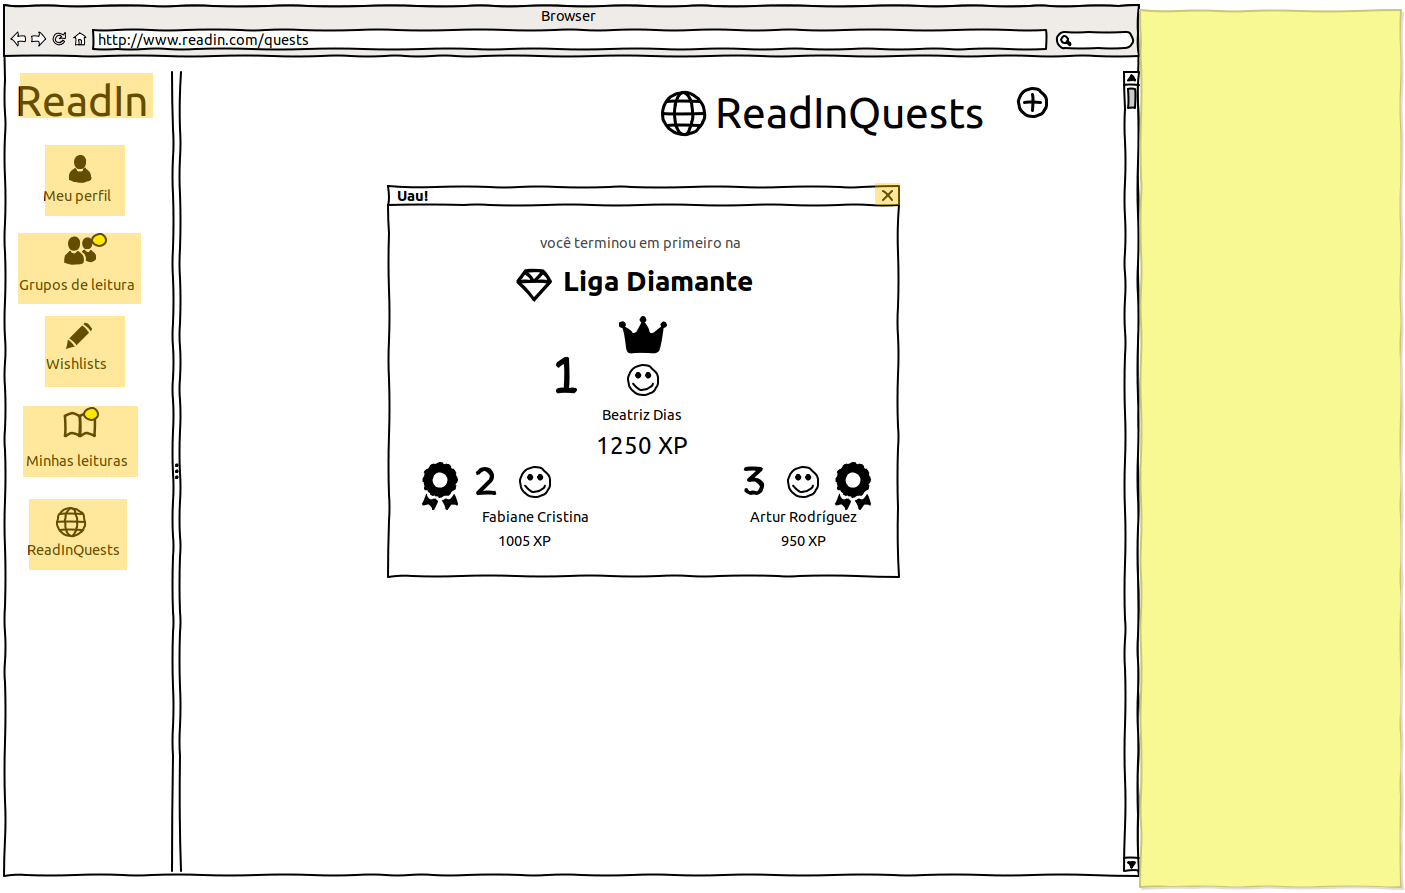 Browser
http://www.readin.com/quests
ReadIn
Meu perfil
Grupos de leitura
Wishlists
Minhas leituras
ReadInQuests
ReadInQuests
Uau!
você terminou em primeiro na
Liga Diamante
1
Beatriz Dias
1250 XP
2
Fabiane Cristina
1005 XP
3
Artur Rodríguez
950 XP